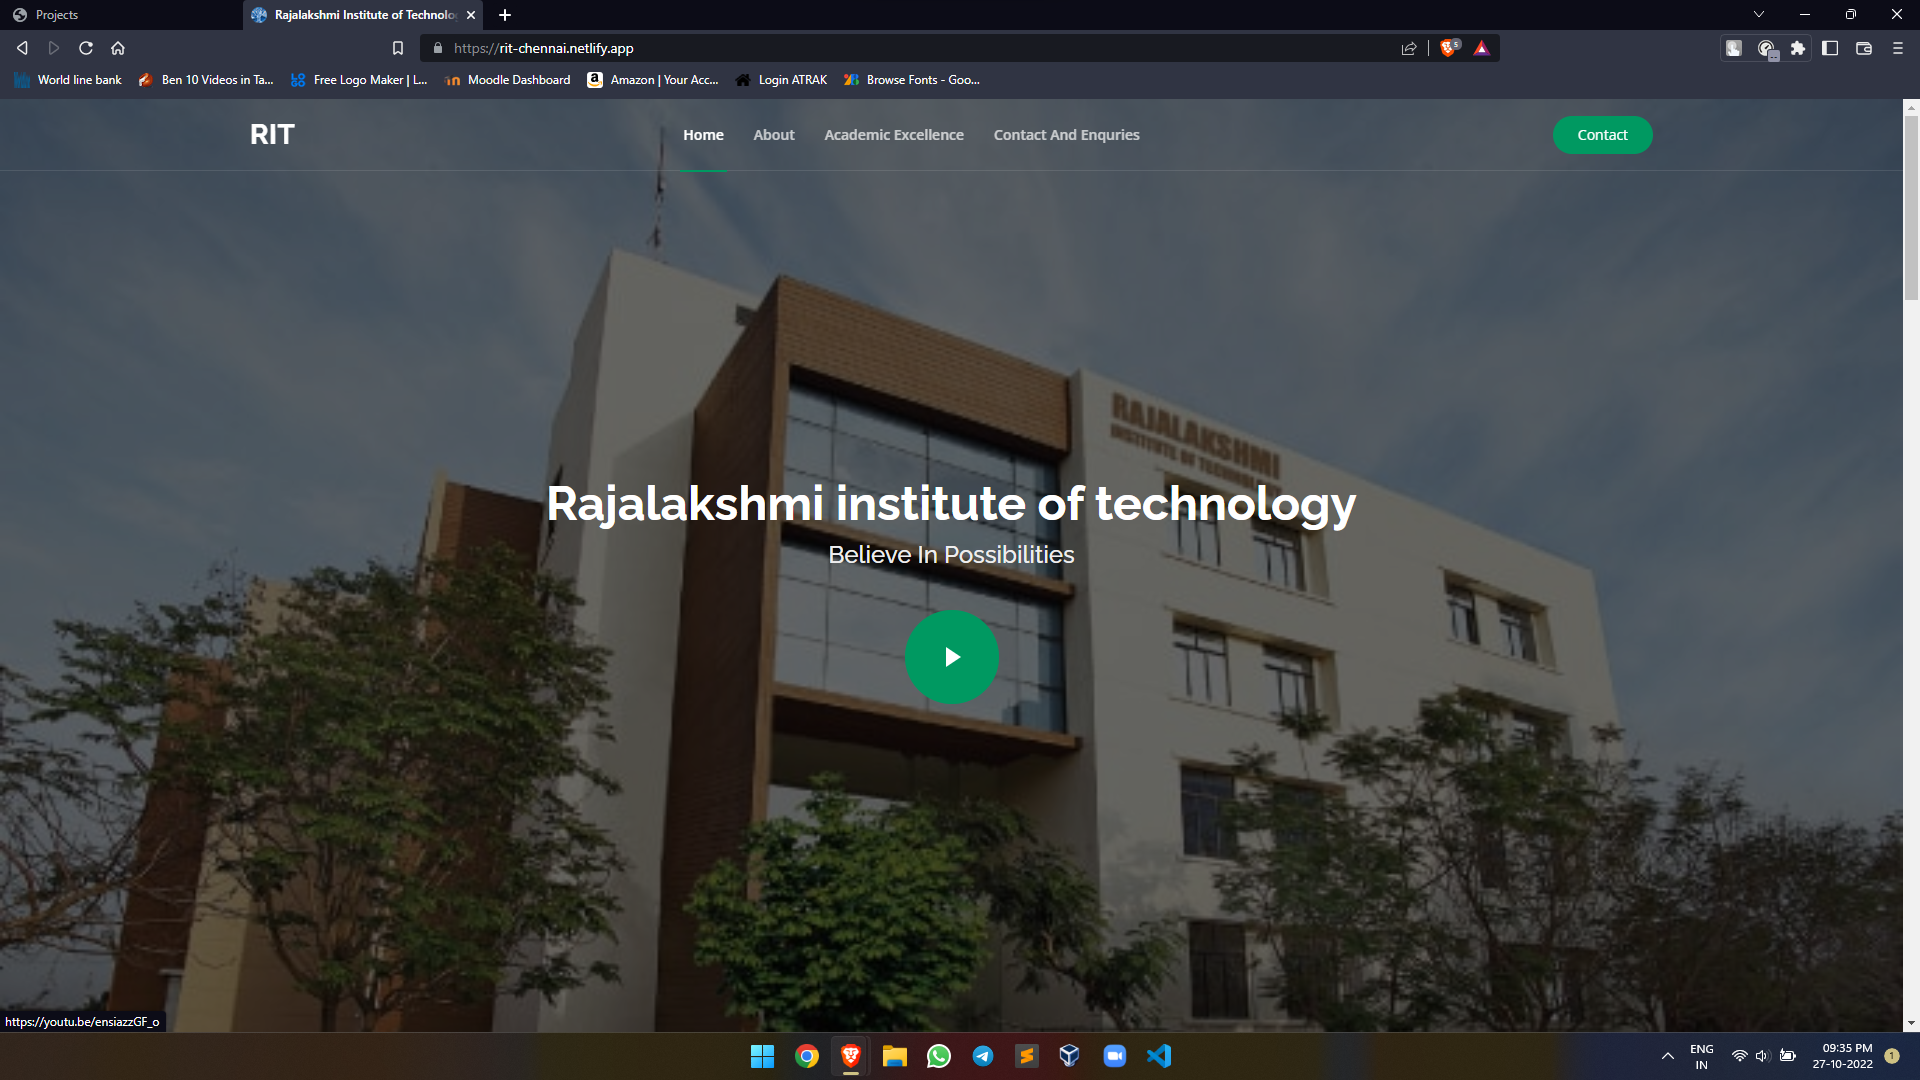 Projects
Rajalakshmi Institute of Technolo
https://rit-chennai.netlify.app
5
World line bank
Ben 10 Videos in Ta...
Free Logo Maker | L...
Moodle Dashboard
Amazon | Your Acc...
Login ATRAK
Browse Fonts - Goo...
RIT
Home
About
Academic Excellence
Contact And Enquries
Contact
RAJALAKSHMI
INSTITUTE OF TECHNOLOGY
Rajalakshmi institute of technology
Believe In Possibilities
https://youtu.be/ensiazzGF_o
ENG
IN
09:35 PM
27-10-2022
1